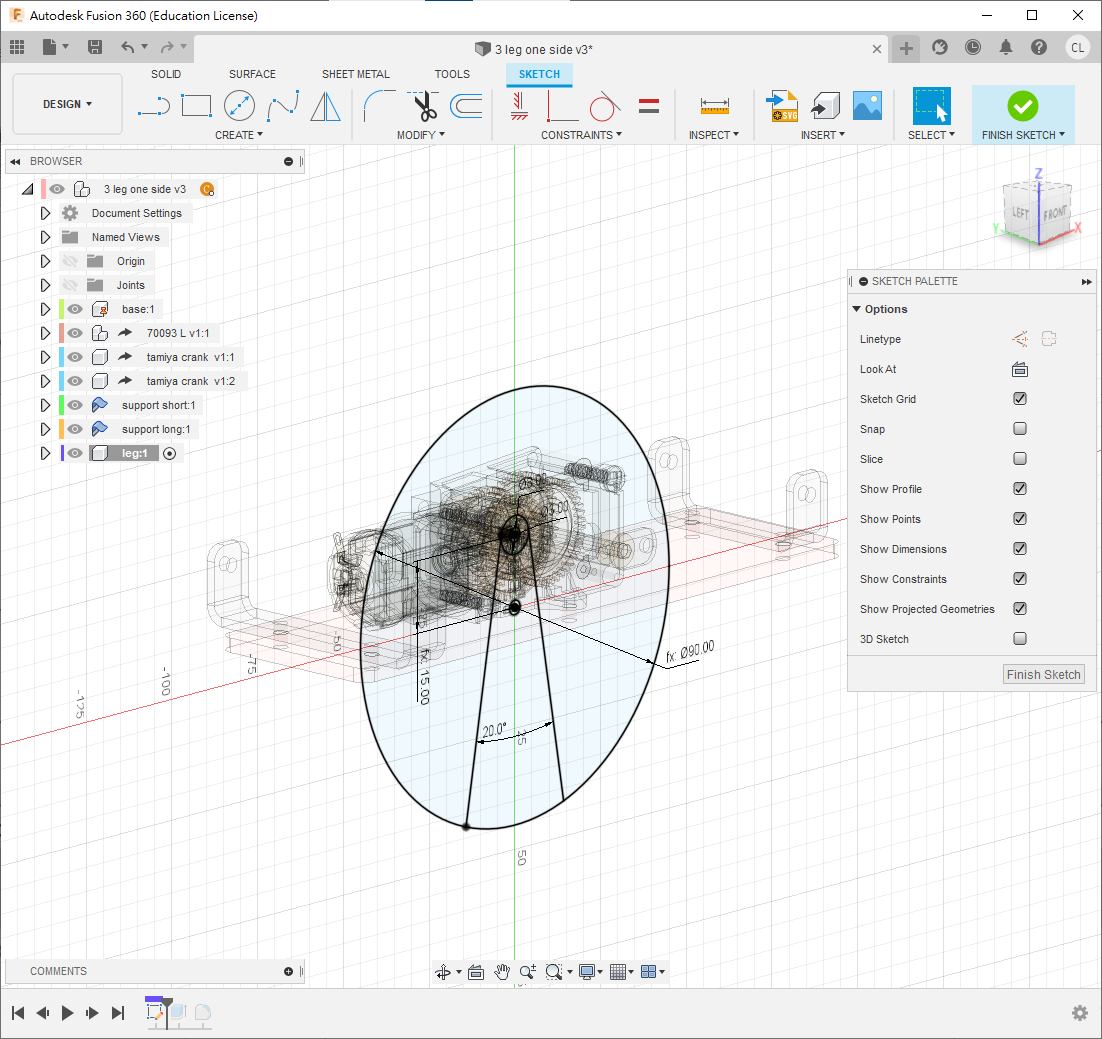 Autodesk Fusion 360 (Education License)
3 leg one side v3*
CL
DESIGN
SOLID
SURFACE
SHEET METAL
TOOLS
SKETCH
CREATE
MODIFY
CONSTRAINTS
INSPECT
SVG
INSERT
SELECT
FINISH SKETCH
BROWSER
3 leg one side v3
Document Settings
Named Views
Origin
Joints
base:1
70093 L v1:1
tamiya crank v1:1
tamiya crank v1:2
support short:1
support long:1
leg:1
Z
LEFT
FRONT
Y
X
SKETCH PALETTE
Options
Linetype
Look At
Sketch Grid
Snap
Slice
Show Profile
Show Points
Show Dimensions
Show Constraints
Show Projected Geometries
3D Sketch
Finish Sketch
-50
-75
-100
-125
fx: Ø90.00
fx: 15.00
20.0°
25
50
COMMENTS